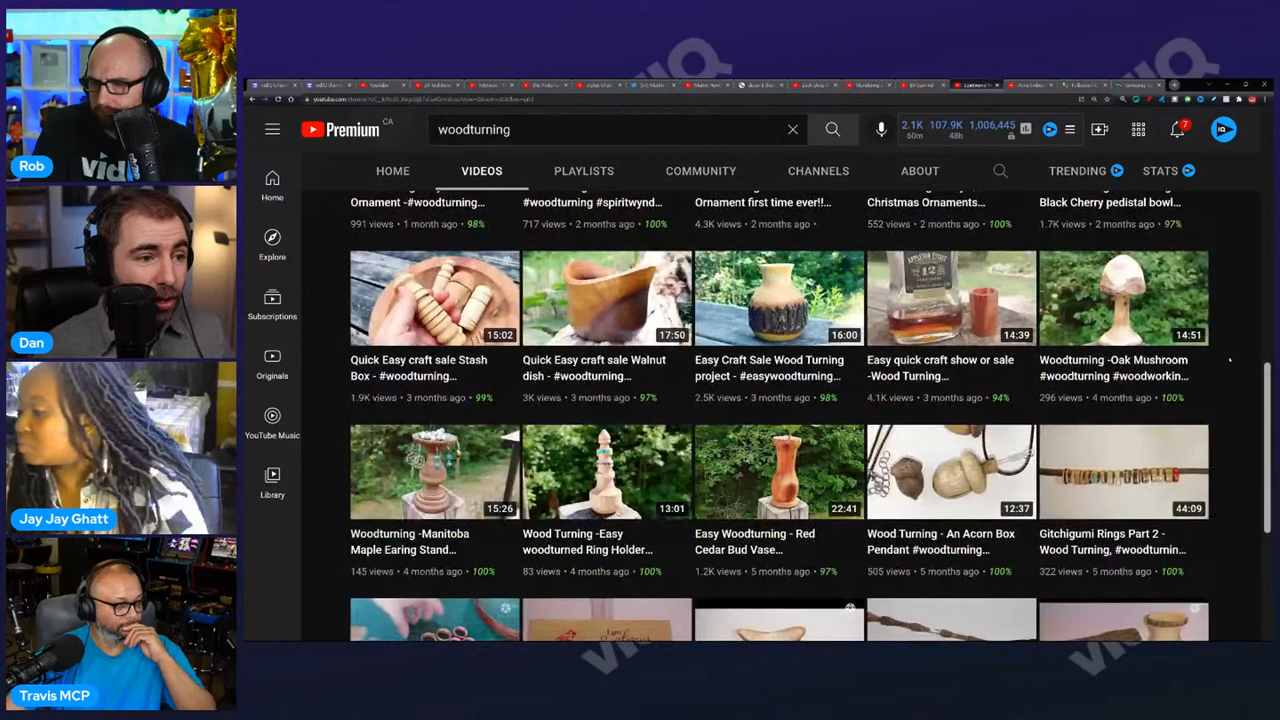 Rob
Dan
Jay Jay Ghatt
Travis MCP
vidIQ
Premium CA
woodturning
2.1K 107.9K 1,006,445
60m 48h
7
IQ
HOME VIDEOS PLAYLISTS COMMUNITY CHANNELS ABOUT TRENDING STATS
Home
Explore
Subscriptions
Originals
YouTube Music
Library
Ornament -#woodturning...
991 views • 1 month ago • 98%
#woodturning #spiritwynd...
717 views • 2 months ago • 100%
Ornament first time ever!!...
4.3K views • 2 months ago •
Christmas Ornaments...
552 views • 2 months ago • 100%
Black Cherry pedistal bowl...
1.7K views • 2 months ago • 97%
15:02
Quick Easy craft sale Stash
Box - #woodturning...
1.9K views • 3 months ago • 99%
17:50
Quick Easy craft sale Walnut
dish - #woodturning...
3K views • 3 months ago • 97%
16:00
Easy Craft Sale Wood Turning
project - #easywoodturning...
2.5K views • 3 months ago • 98%
APPLETON ESTATE
12
14:39
Easy quick craft show or sale
-Wood Turning...
4.1K views • 3 months ago • 94%
14:51
Woodturning -Oak Mushroom
#woodturning #woodworkin...
296 views • 4 months ago • 100%
15:26
Woodturning -Manitoba
Maple Earing Stand...
145 views • 4 months ago • 100%
13:01
Wood Turning -Easy
woodturned Ring Holder...
83 views • 4 months ago • 100%
22:41
Easy Woodturning - Red
Cedar Bud Vase...
1.2K views • 5 months ago • 97%
12:37
Wood Turning - An Acorn Box
Pendant #woodturning...
505 views • 5 months ago • 100%
44:09
Gitchigumi Rings Part 2 -
Wood Turning, #woodturnin...
322 views • 5 months ago • 100%